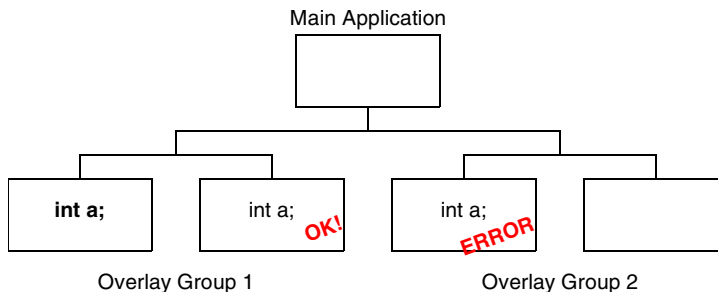 Main Application
int a;
int a;
OK!
int a;
ERROR
Overlay Group 1
Overlay Group 2